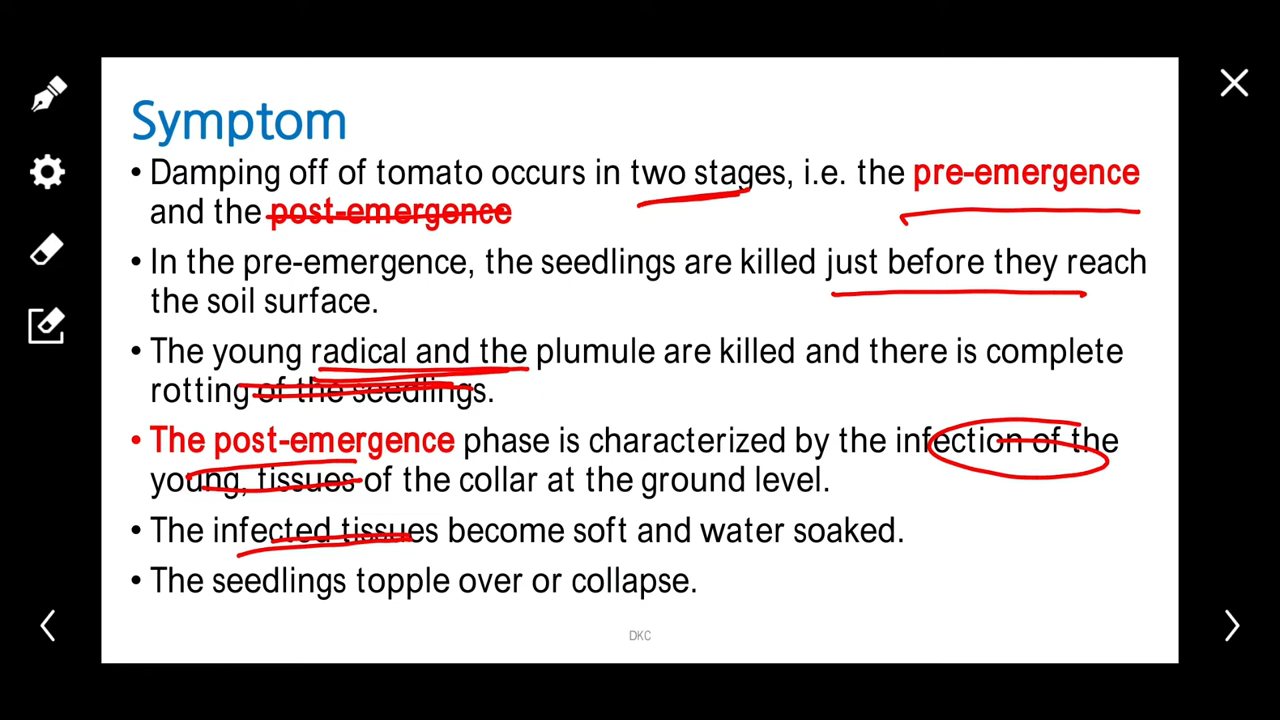 Symptom
• Damping off of tomato occurs in two stages, i.e. the pre-emergence
and the post-emergence
• In the pre-emergence, the seedlings are killed just before they reach
the soil surface.
• The young radical and the plumule are killed and there is complete
rotting of the seedlings.
• The post-emergence phase is characterized by the infection of the
young, tissues of the collar at the ground level.
• The infected tissues become soft and water soaked.
• The seedlings topple over or collapse.
DKC